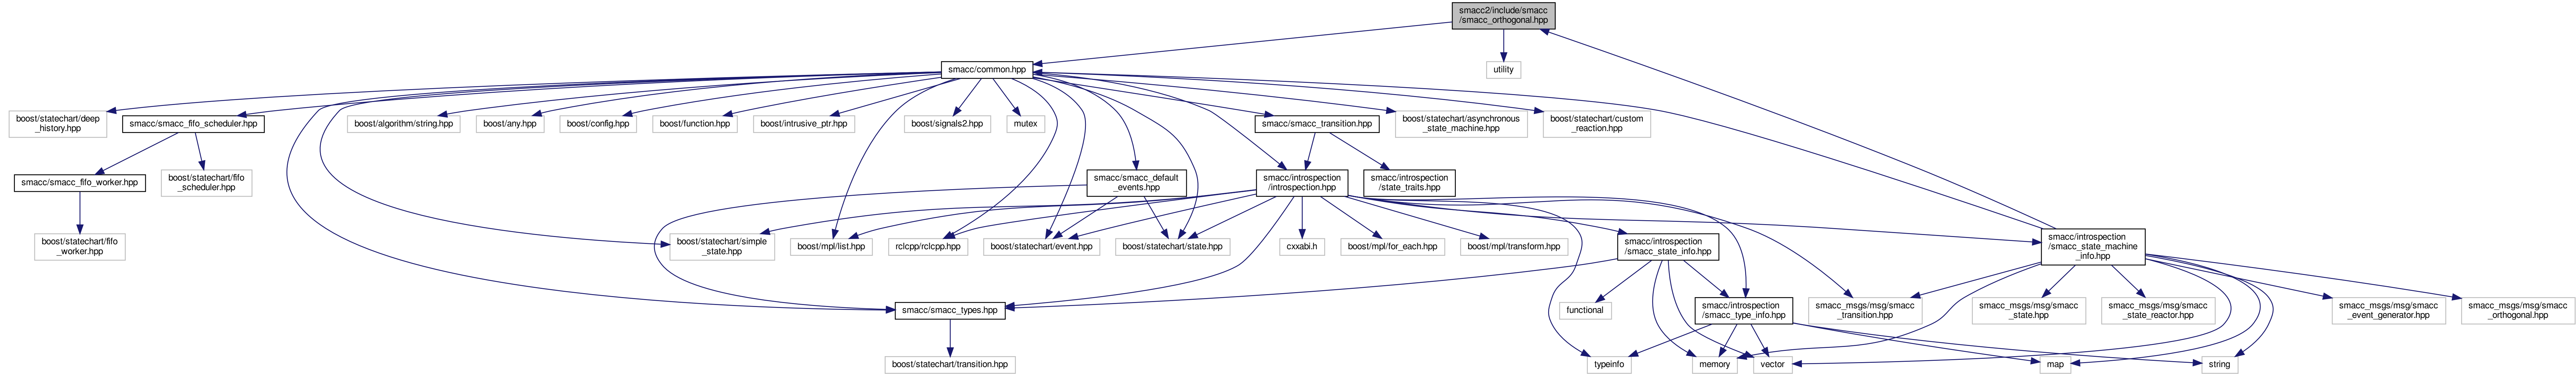 smacc2/include/smacc
/smacc_orthogonal.hpp
smacc/common.hpp
utility
boost/statechart/deep
_history.hpp
smacc/smacc_fifo_scheduler.hpp
boost/algorithm/string.hpp
boost/any.hpp
boost/config.hpp
boost/function.hpp
boost/intrusive_ptr.hpp
boost/signals2.hpp
mutex
smacc/smacc_transition.hpp
boost/statechart/asynchronous
_state_machine.hpp
boost/statechart/custom
_reaction.hpp
smacc/smacc_fifo_worker.hpp
boost/statechart/fifo
_scheduler.hpp
smacc/smacc_default
_events.hpp
smacc/introspection
/introspection.hpp
smacc/introspection
/state_traits.hpp
boost/statechart/fifo
_worker.hpp
boost/statechart/simple
_state.hpp
boost/mpl/list.hpp
rclcpp/rclcpp.hpp
boost/statechart/event.hpp
boost/statechart/state.hpp
cxxabi.h
boost/mpl/for_each.hpp
boost/mpl/transform.hpp
smacc/introspection
/smacc_state_info.hpp
smacc/introspection
/smacc_state_machine
_info.hpp
smacc/smacc_types.hpp
functional
smacc/introspection
/smacc_type_info.hpp
smacc_msgs/msg/smacc
_transition.hpp
smacc_msgs/msg/smacc
_state.hpp
smacc_msgs/msg/smacc
_state_reactor.hpp
smacc_msgs/msg/smacc
_event_generator.hpp
smacc_msgs/msg/smacc
_orthogonal.hpp
boost/statechart/transition.hpp
typeinfo
memory
vector
map
string